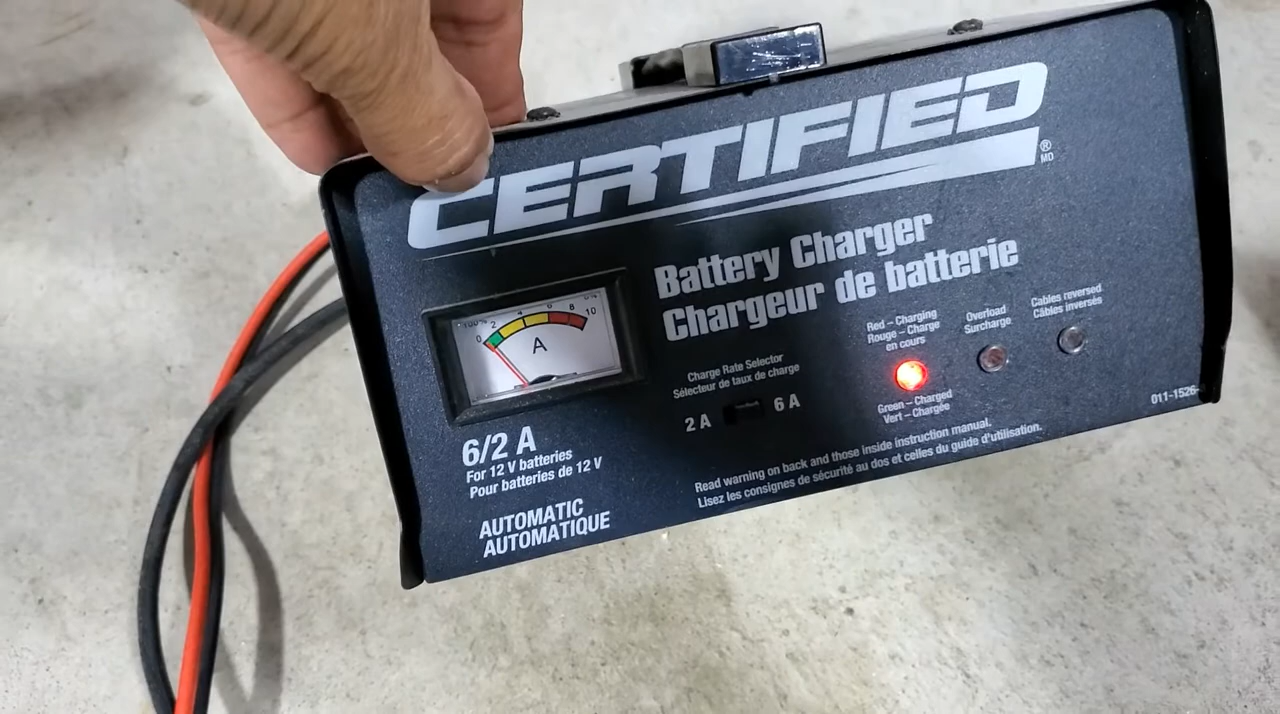 CERTIFIED
®
MD
Battery Charger
Chargeur de batterie
100% 0%
0 2 4 6 8 10
A
6/2 A
For 12 V batteries
Pour batteries de 12 V
AUTOMATIC
AUTOMATIQUE
Charge Rate Selector
Sélecteur de taux de charge
2 A 6 A
Red – Charging
Rouge – Charge
en cours
Green – Charged
Vert – Chargée
Overload
Surcharge
Cables reversed
Câbles inversés
011-1526-
Read warning on back and those inside instruction manual.
Lisez les consignes de sécurité au dos et celles du guide d'utilisation.